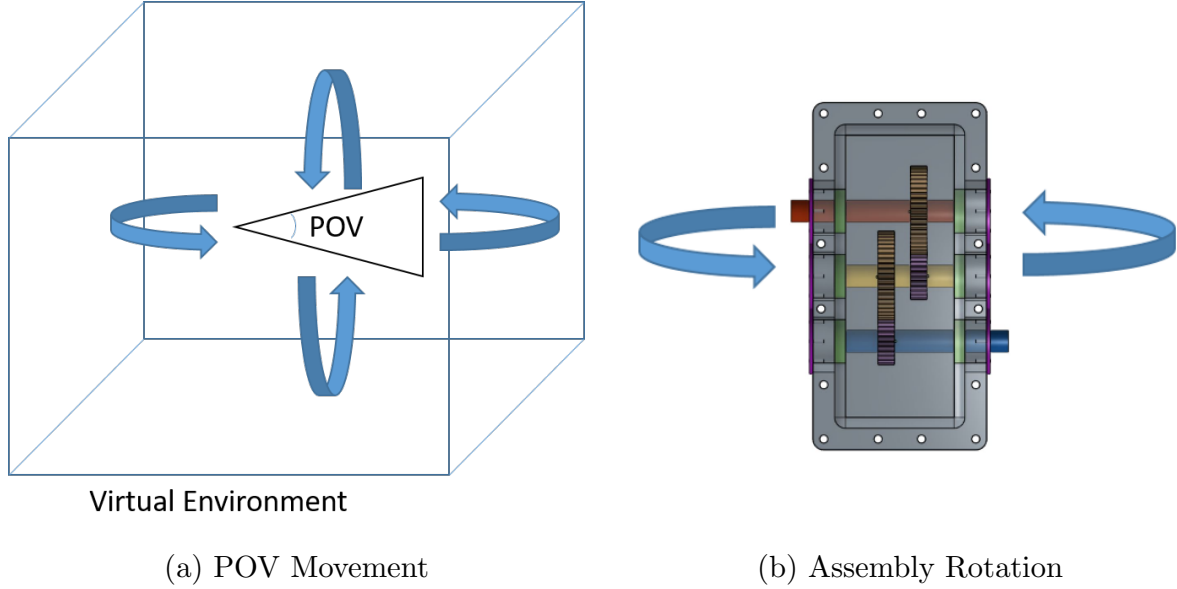 POV
Virtual Environment
(a) POV Movement
(b) Assembly Rotation